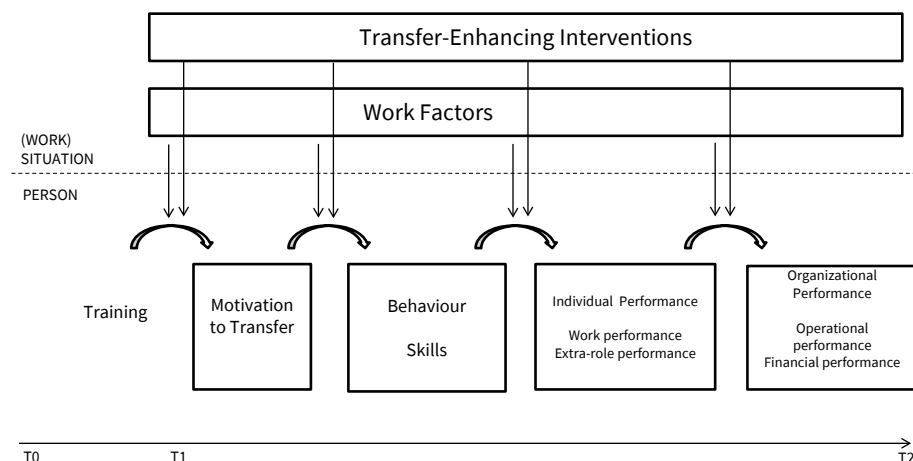 Transfer-Enhancing Interventions
Work Factors
(WORK)
SITUATION
PERSON
Training
Motivation
to Transfer
Behaviour
Skills
Individual Performance
Work performance
Extra-role performance
Organizational
Performance
Operational
performance
Financial performance
T0
T1
T2